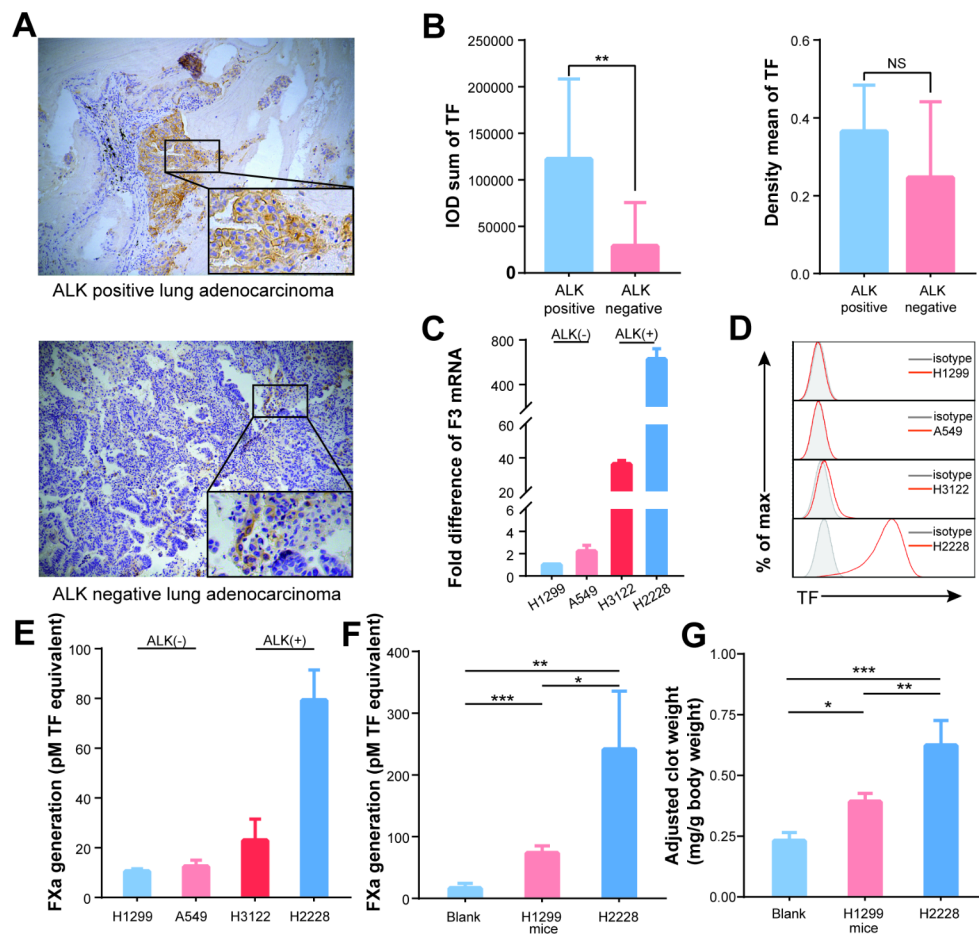 A
ALK positive lung adenocarcinoma
ALK negative lung adenocarcinoma
B
IOD sum of TF
250000
200000
150000
100000
50000
0
**
ALK positive
ALK negative
Density mean of TF
0.6
0.4
0.2
0.0
NS
ALK positive
ALK negative
C
Fold difference of F3 mRNA
ALK(-)
ALK(+)
800
600
60
40
20
6
4
2
0
H1299
A549
H3122
H2228
D
% of max
isotype
H1299
isotype
A549
isotype
H3122
isotype
H2228
TF
E
FXa generation (pM TF equivalent)
ALK(-)
ALK(+)
100
80
60
40
20
0
H1299
A549
H3122
H2228
F
FXa generation (pM TF equivalent)
400
300
200
100
0
**
*
***
Blank
H1299
mice
H2228
G
Adjusted clot weight
(mg/g body weight)
1.00
0.75
0.50
0.25
0.00
***
**
*
Blank
H1299
mice
H2228